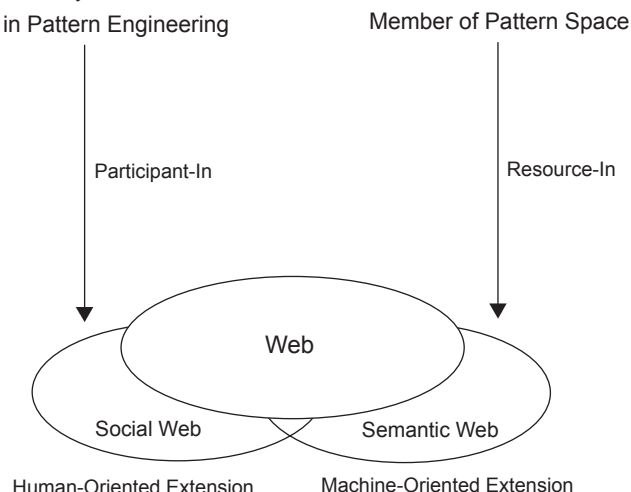 in Pattern Engineering
Member of Pattern Space
Participant-In
Resource-In
Web
Social Web
Semantic Web
Human-Oriented Extension
Machine-Oriented Extension